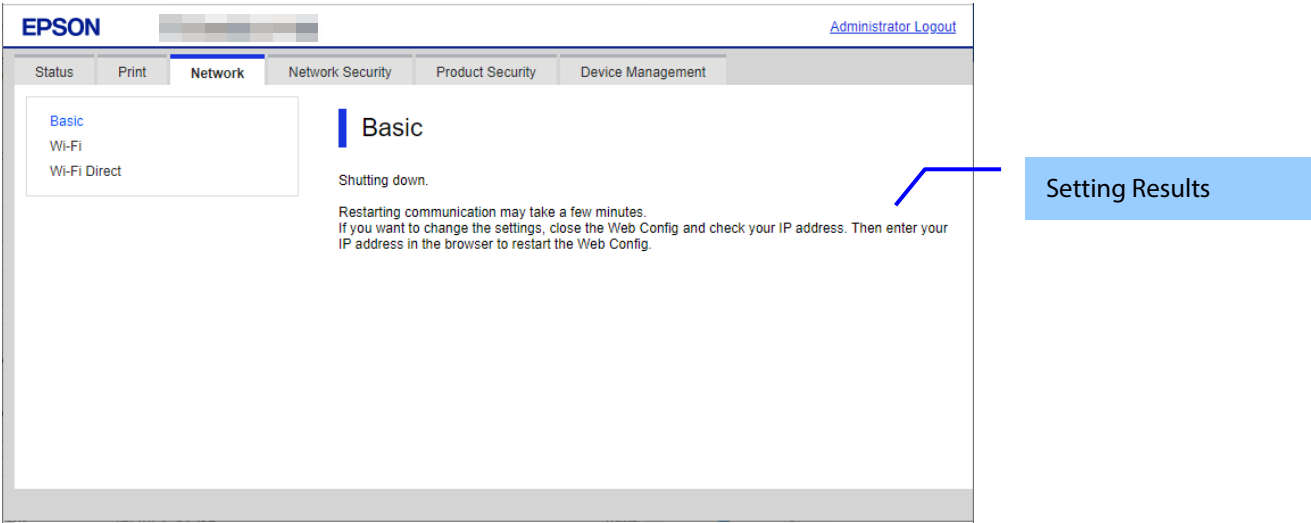 EPSON
Administrator Logout
Status Print Network Network Security Product Security Device Management
Basic
Wi-Fi
Wi-Fi Direct
Basic
Shutting down.
Restarting communication may take a few minutes.
If you want to change the settings, close the Web Config and check your IP address. Then enter your
IP address in the browser to restart the Web Config.
Setting Results